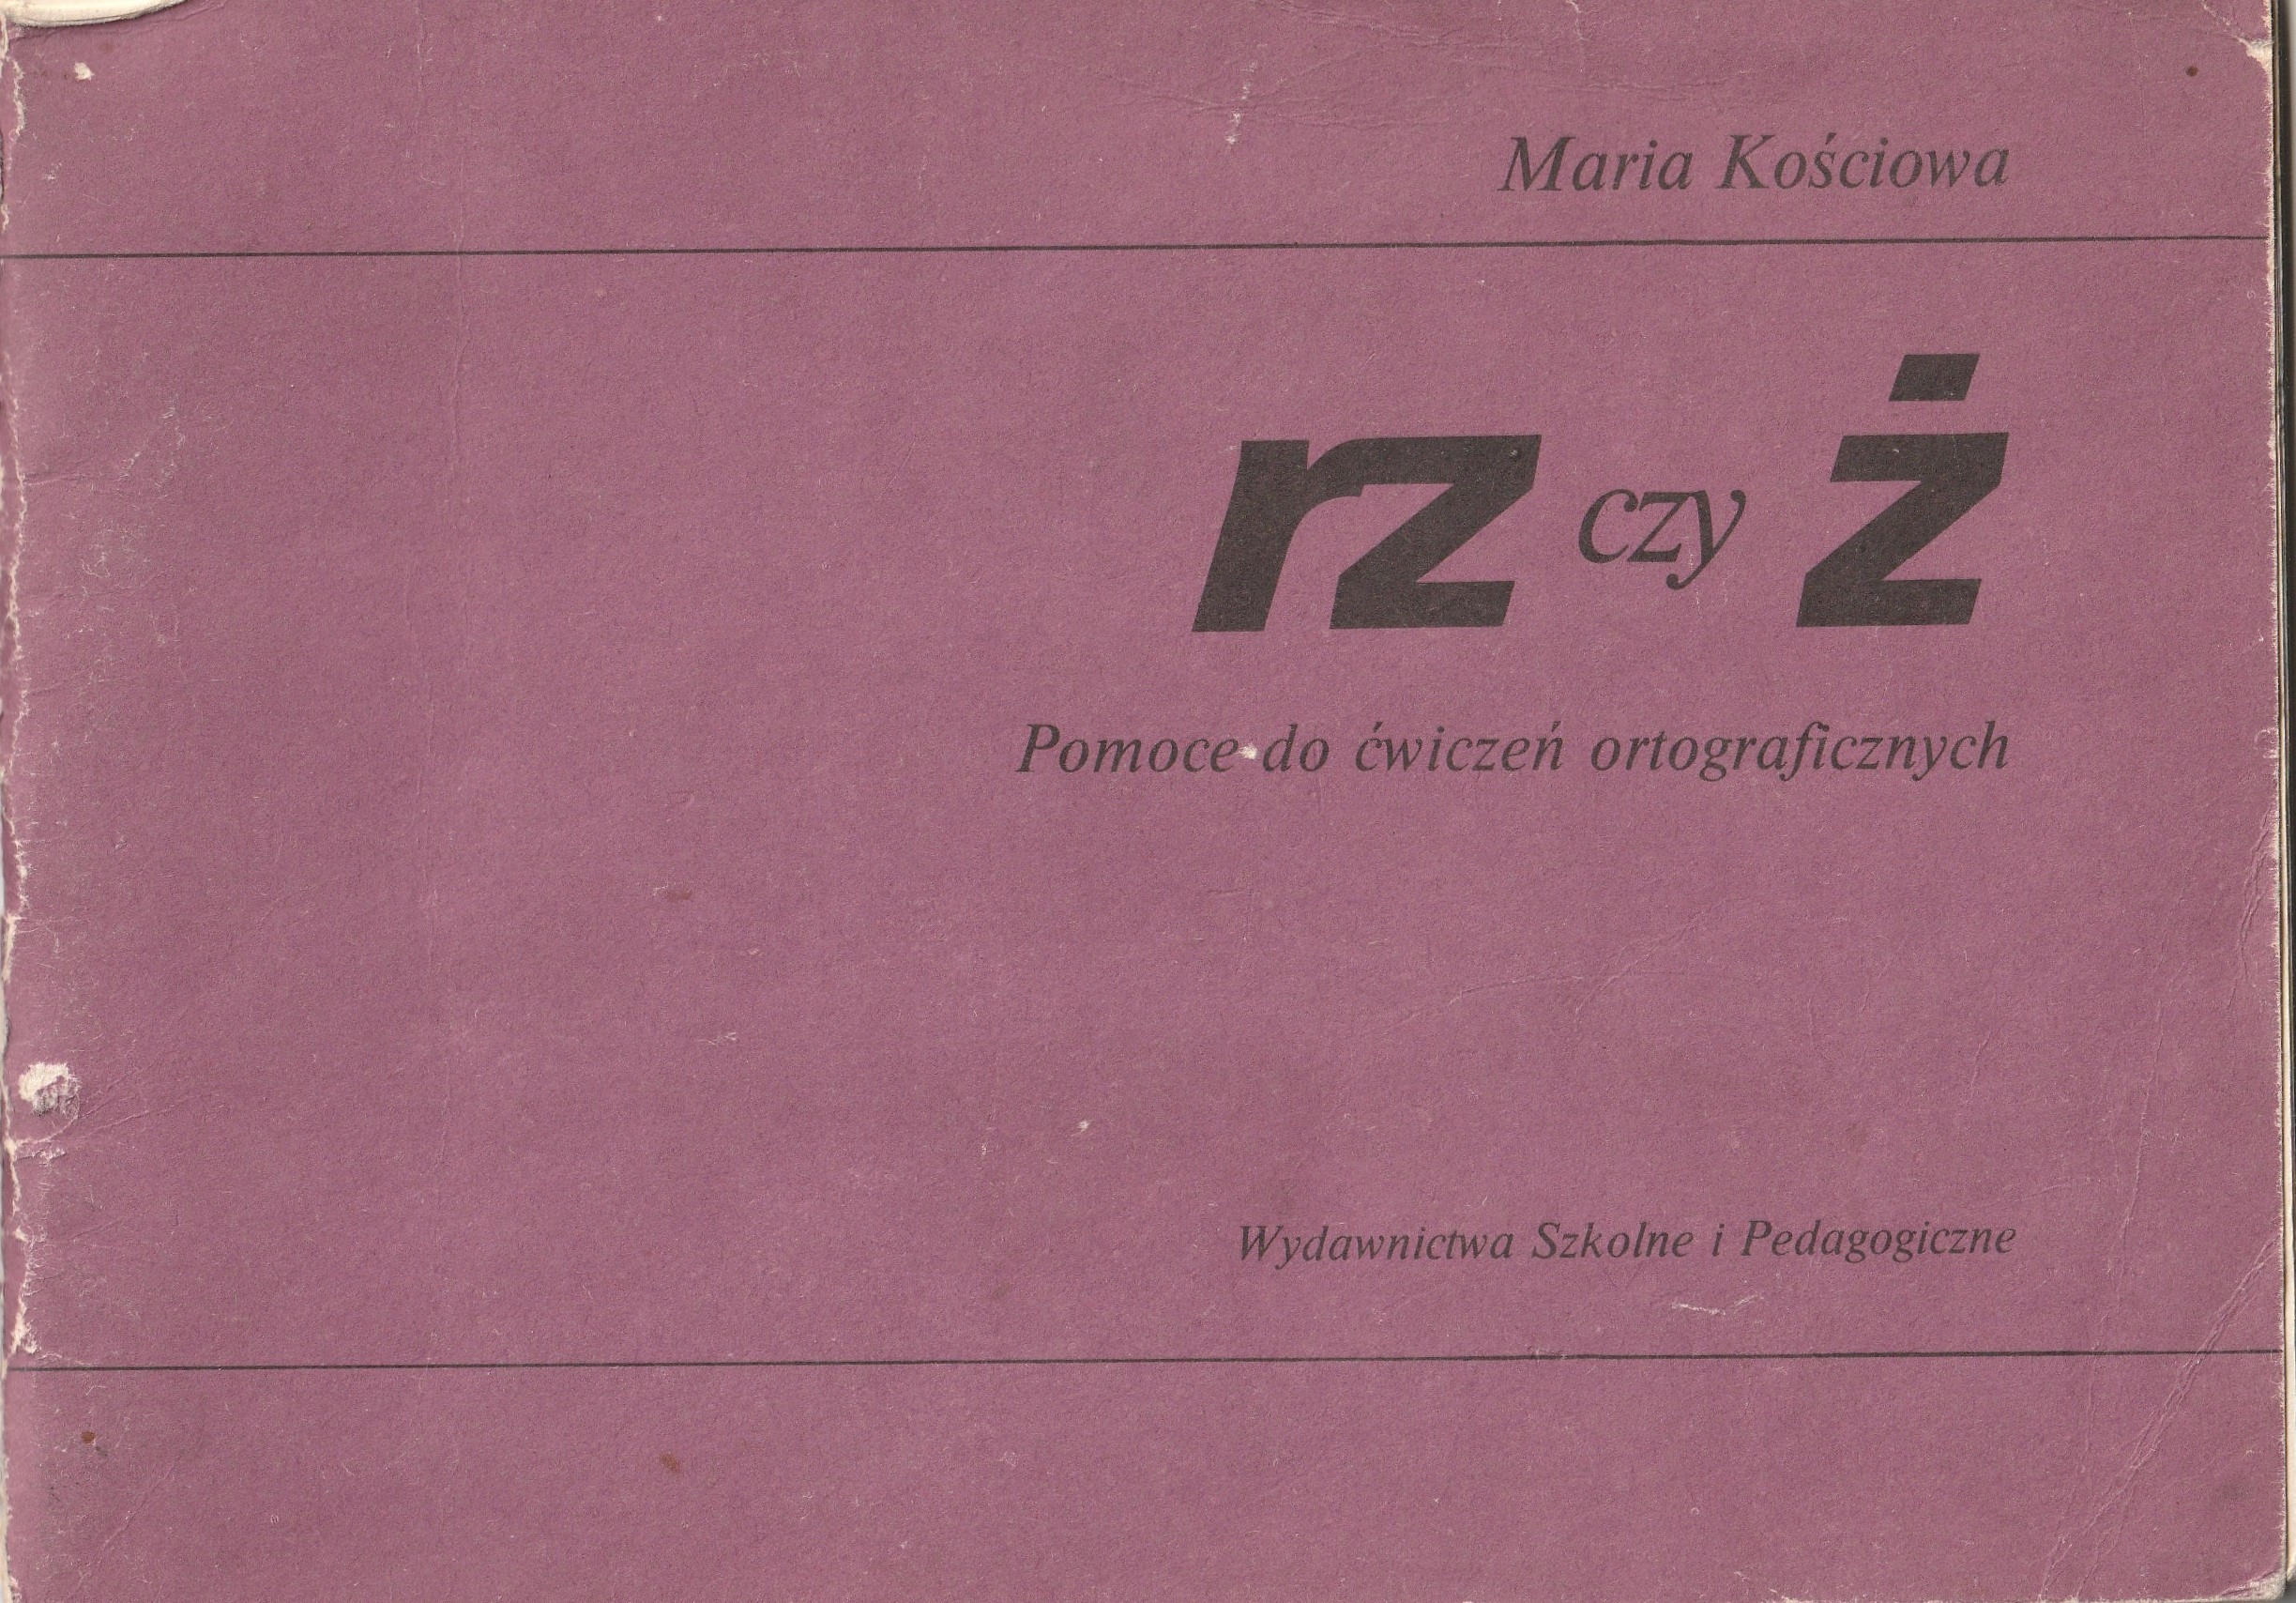 Maria Kościowa
rz czy ż
Pomoce do ćwiczeń ortograficznych
Wydawnictwa Szkolne i Pedagogiczne